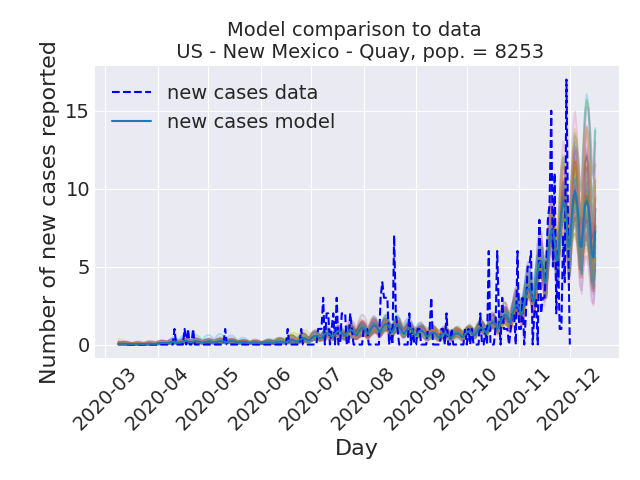 Model comparison to data
US - New Mexico - Quay, pop. = 8253
Number of new cases reported
new cases data
new cases model
15
10
5
0
2020-03
2020-04
2020-05
2020-06
2020-07
2020-08
2020-09
2020-10
2020-11
2020-12
Day